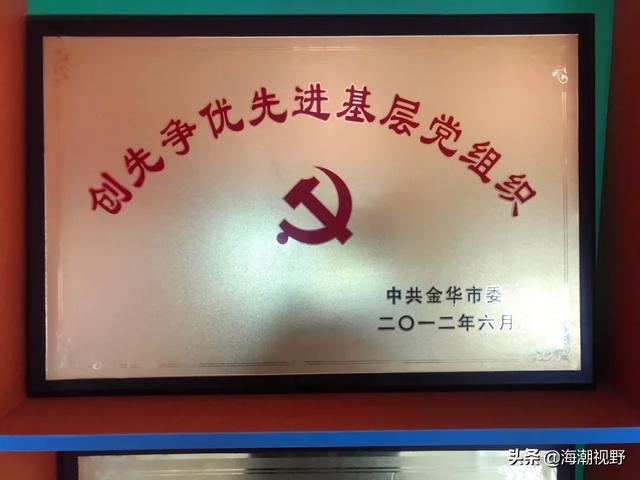 创先争优先进基层党组织
中共金华市委
二〇一二年六月
头条 @海潮视野